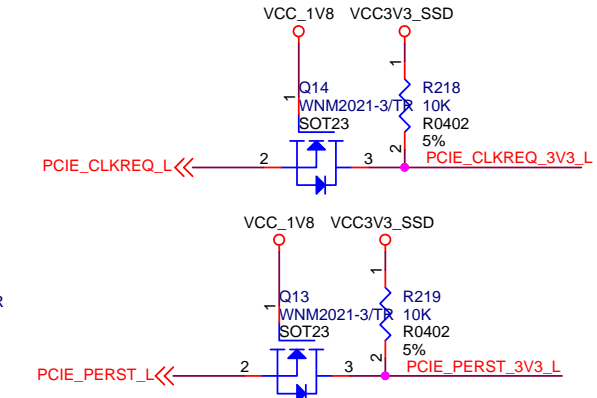 VCC_1V8 VCC3V3_SSD
1 1
Q14 R218
WNM2021-3/TR 10K
SOT23 R0402
5%
2 3 2 PCIE_CLKREQ_3V3_L
PCIE_CLKREQ_L
VCC_1V8 VCC3V3_SSD
1 1
R Q13 R219
WNM2021-3/TR 10K
SOT23 R0402
5%
2 3 2 PCIE_PERST_3V3_L
PCIE_PERST_L